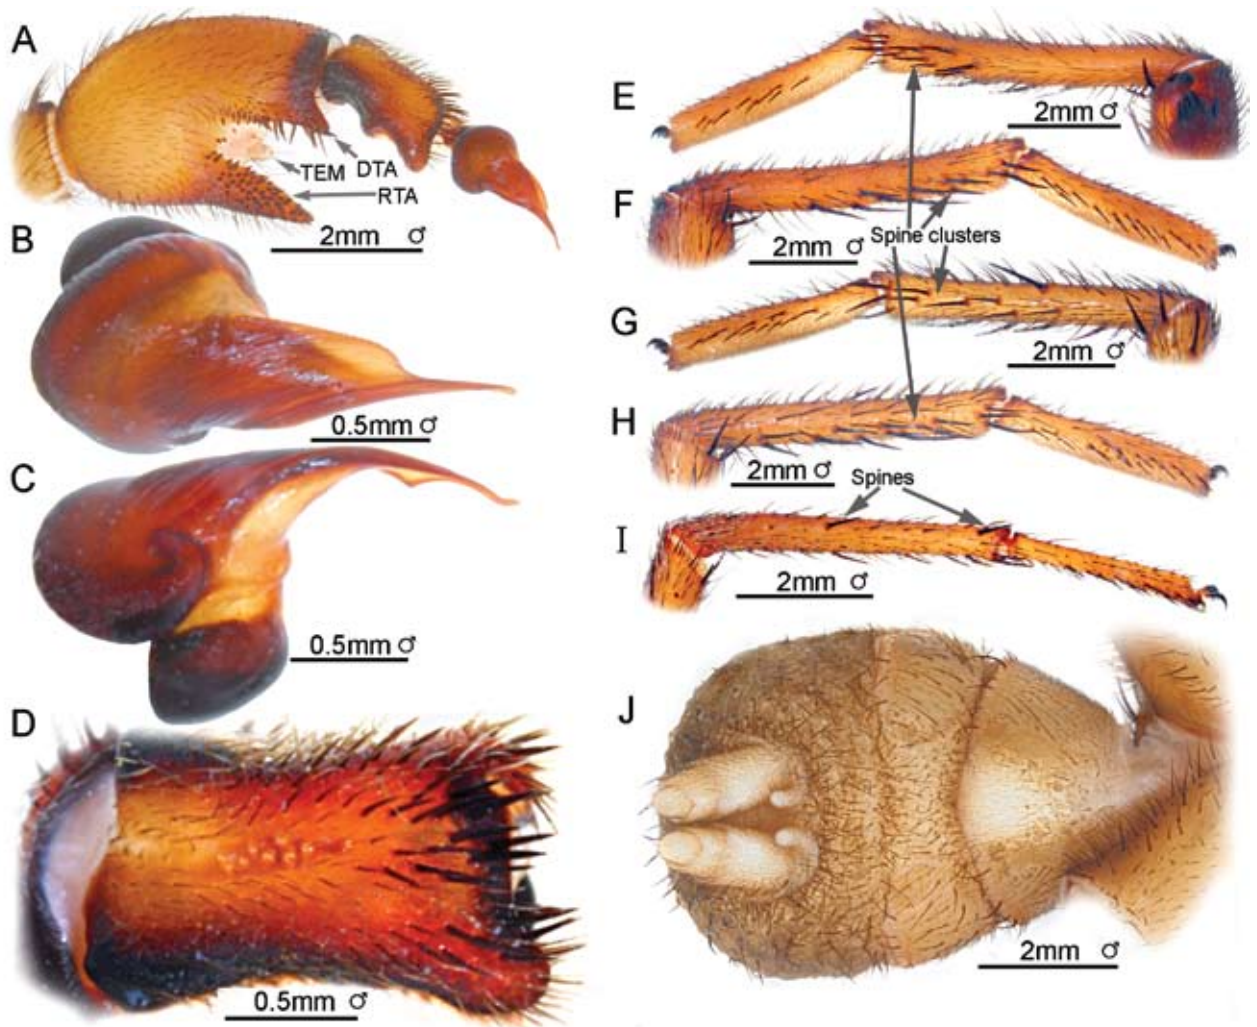 A
TEM
DTA
RTA
2mm ♂
B
0.5mm ♂
C
0.5mm ♂
D
0.5mm ♂
E
2mm ♂
F
Spine clusters
2mm ♂
G
2mm ♂
H
2mm ♂
Spines
I
2mm ♂
J
2mm ♂